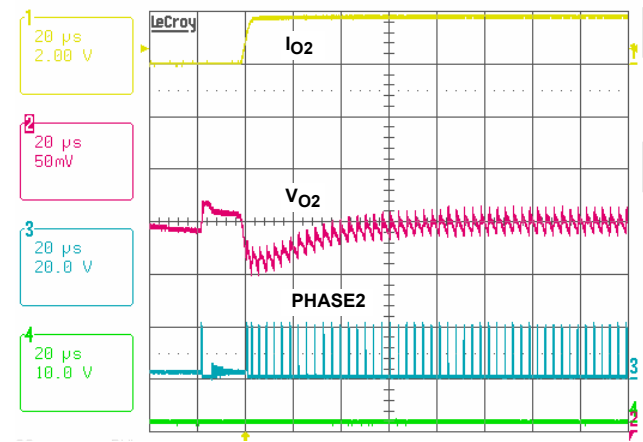 LeCroy
1
20 µs
2.00 V
IO2
1
2
20 µs
50mV
VO2
3
20 µs
20.0 V
PHASE2
3
4
20 µs
10.0 V
4
2